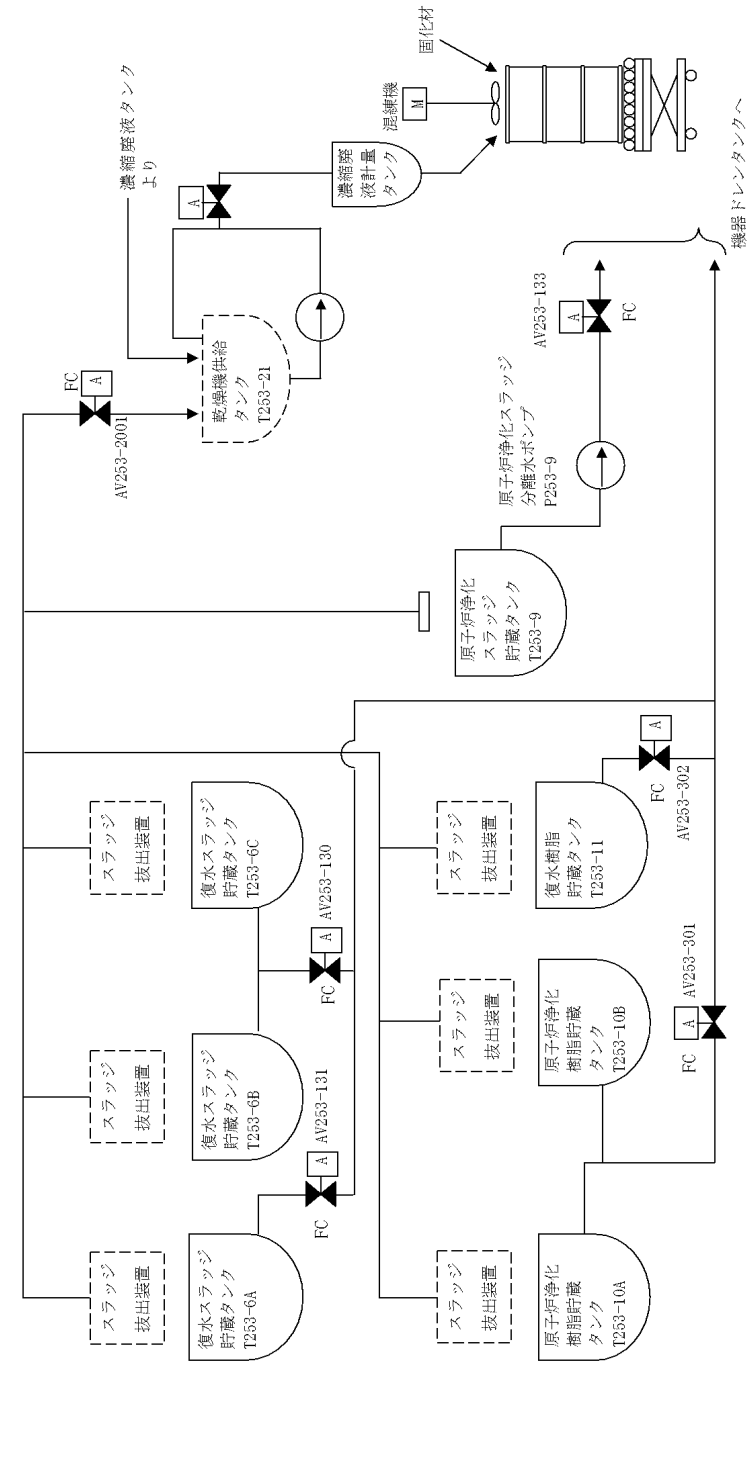 スラッジ
抜出装置
スラッジ
抜出装置
スラッジ
抜出装置
復水スラッジ
貯蔵タンク
T253-6A
復水スラッジ
貯蔵タンク
T253-6B
復水スラッジ
貯蔵タンク
T253-6C
A
FC
AV253-131
A
FC
AV253-130
スラッジ
抜出装置
スラッジ
抜出装置
スラッジ
抜出装置
原子炉浄化
樹脂貯蔵
タンク
T253-10A
原子炉浄化
樹脂貯蔵
タンク
T253-10B
復水樹脂
貯蔵タンク
T253-11
A
FC
AV253-302
A
FC
AV253-301
原子炉浄化
スラッジ
貯蔵タンク
T253-9
原子炉浄化スラッジ
分離水ポンプ
P253-9
AV253-133
A
FC
機器ドレンタンクへ
FC
A
AV253-2001
濃縮廃液タンク
より
乾燥機供給
タンク
T253-21
A
濃縮廃
液計量
タンク
混練機
M
固化材